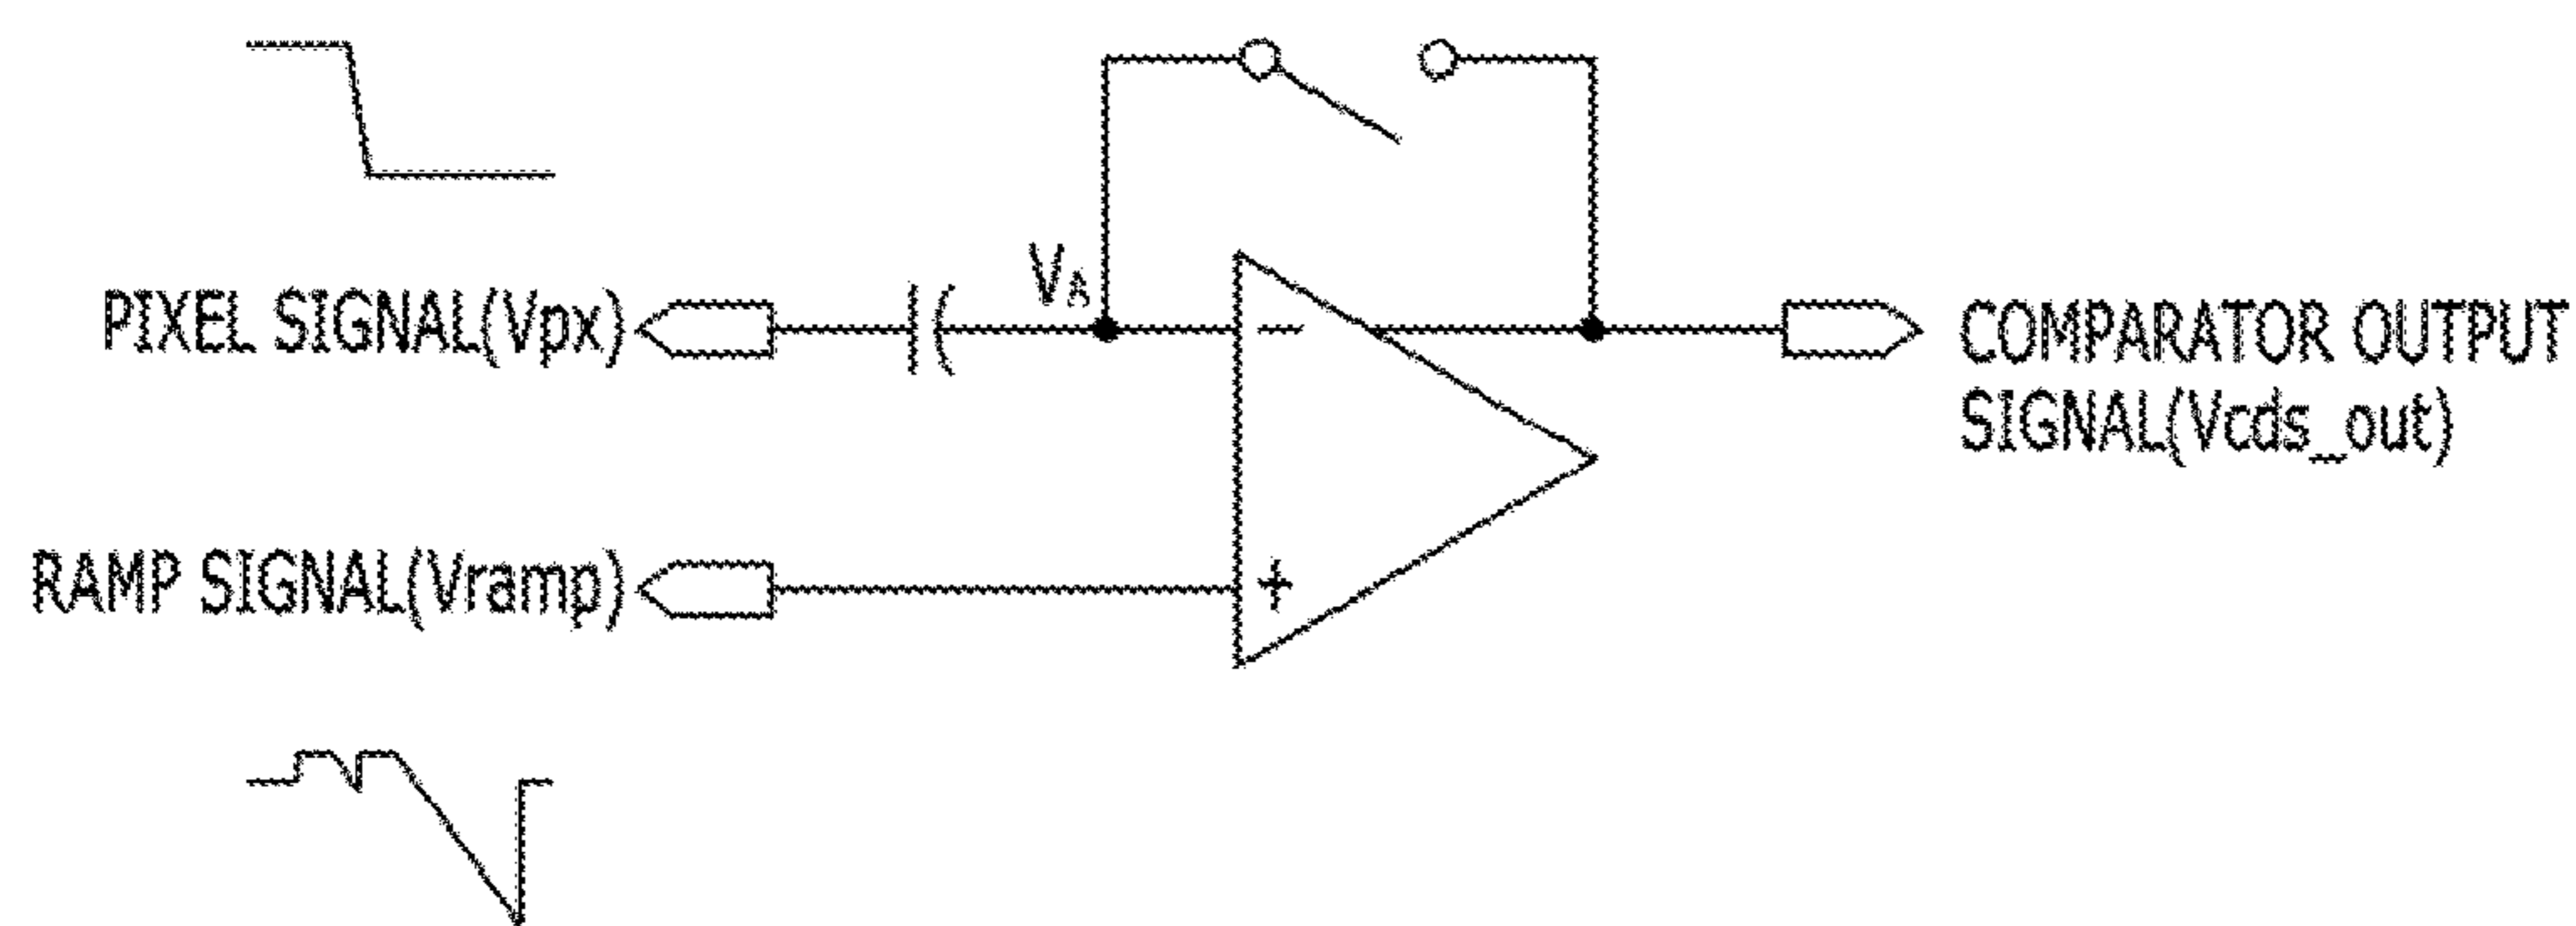 VA
PIXEL SIGNAL(Vpx)
COMPARATOR OUTPUT
SIGNAL(Vcds_out)
RAMP SIGNAL(Vramp)
−
+